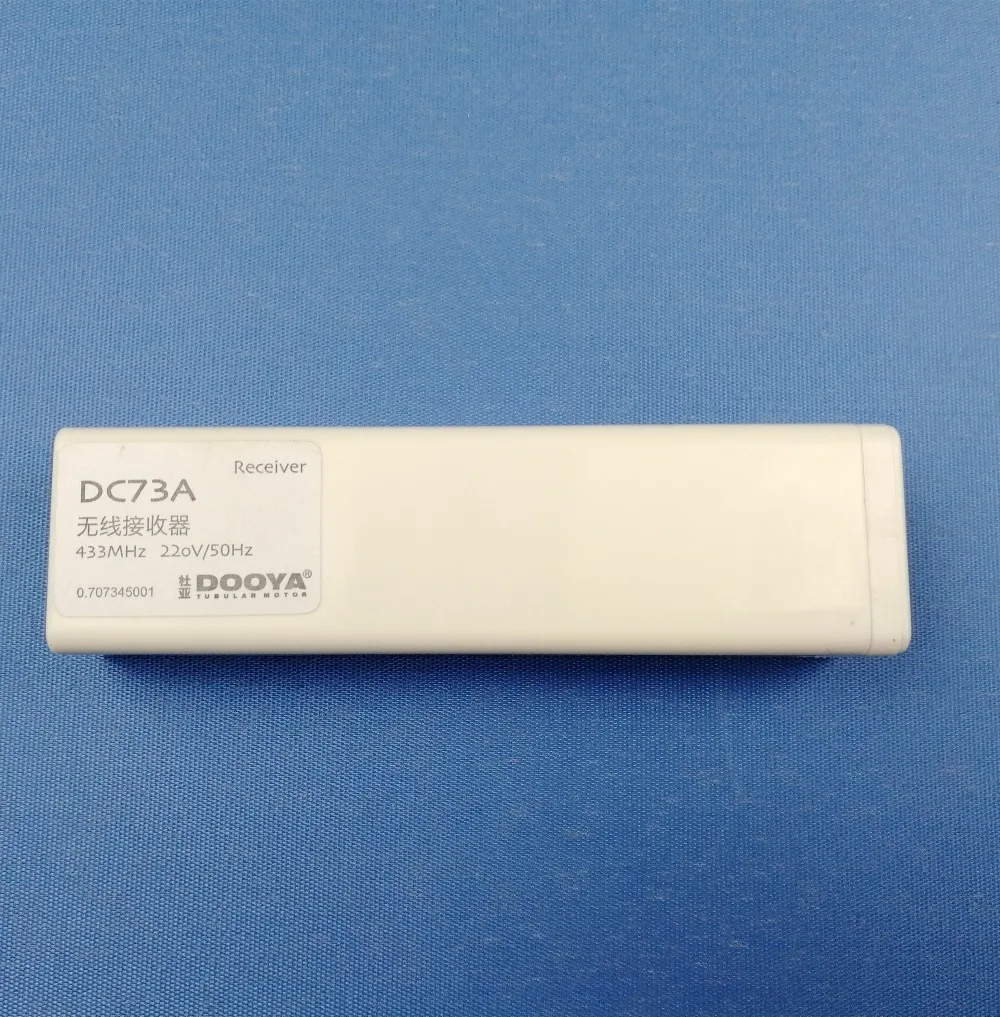 Receiver
DC73A
无线接收器
433MHz 220V/50Hz
0.707345001 杜亚 DOOYA®
TUBULAR MOTOR